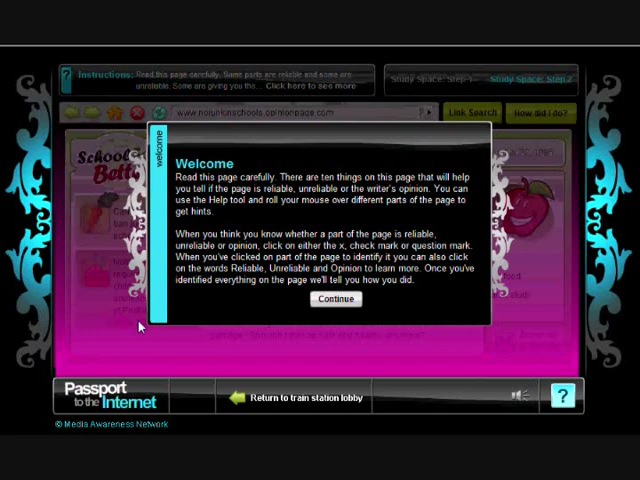 Instructions: Read this page carefully. Some parts are reliable and some are
unreliable. Some are giving you the... Click here to see more
Study Space: Step 1
Study Space: Step 2
www.nojunkinschools.opinionpage.com
Link Search
How did I do?
School
Bette
welcome
Welcome
Read this page carefully. There are ten things on this page that will help
you tell if the page is reliable, unreliable or the writer's opinion. You can
use the Help tool and roll your mouse over different parts of the page to
get hints.
When you think you know whether a part of the page is reliable,
unreliable or opinion, click on either the x, check mark or question mark.
When you've clicked on part of the page to identify it you can also click
on the words Reliable, Unreliable and Opinion to learn more. Once you've
identified everything on the page we'll tell you how you did.
Continue
Passport
to the Internet
Return to train station lobby
?
© Media Awareness Network